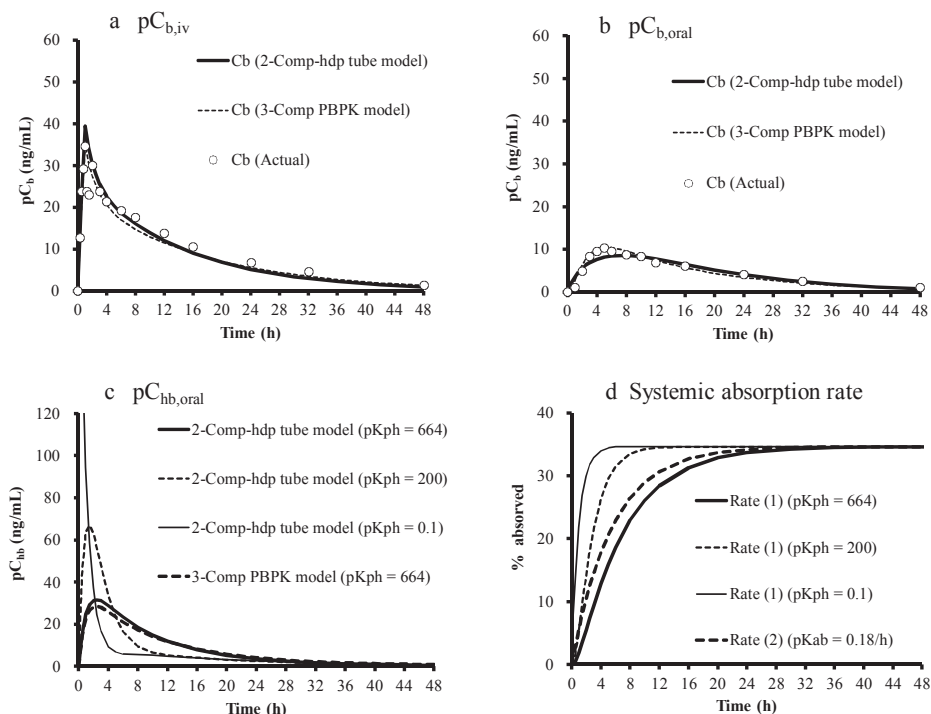 a pC_b,iv
60
50
40
30
20
10
0
pC_b (ng/mL)
Cb (2-Comp-hdp tube model)
Cb (3-Comp PBPK model)
Cb (Actual)
0 4 8 12 16 20 24 28 32 36 40 44 48
Time (h)
b pC_b,oral
60
50
40
30
20
10
0
pC_b (ng/mL)
Cb (2-Comp-hdp tube model)
Cb (3-Comp PBPK model)
Cb (Actual)
0 4 8 12 16 20 24 28 32 36 40 44 48
Time (h)
c pC_hb,oral
120
100
80
60
40
20
0
pC_hb (ng/mL)
2-Comp-hdp tube model (pKph = 664)
2-Comp-hdp tube model (pKph = 200)
2-Comp-hdp tube model (pKph = 0.1)
3-Comp PBPK model (pKph = 664)
0 4 8 12 16 20 24 28 32 36 40 44 48
Time (h)
d Systemic absorption rate
40
30
20
10
0
% absorbed
Rate (1) (pKph = 664)
Rate (1) (pKph = 200)
Rate (1) (pKph = 0.1)
Rate (2) (pKab = 0.18/h)
0 4 8 12 16 20 24 28 32 36 40 44 48
Time (h)